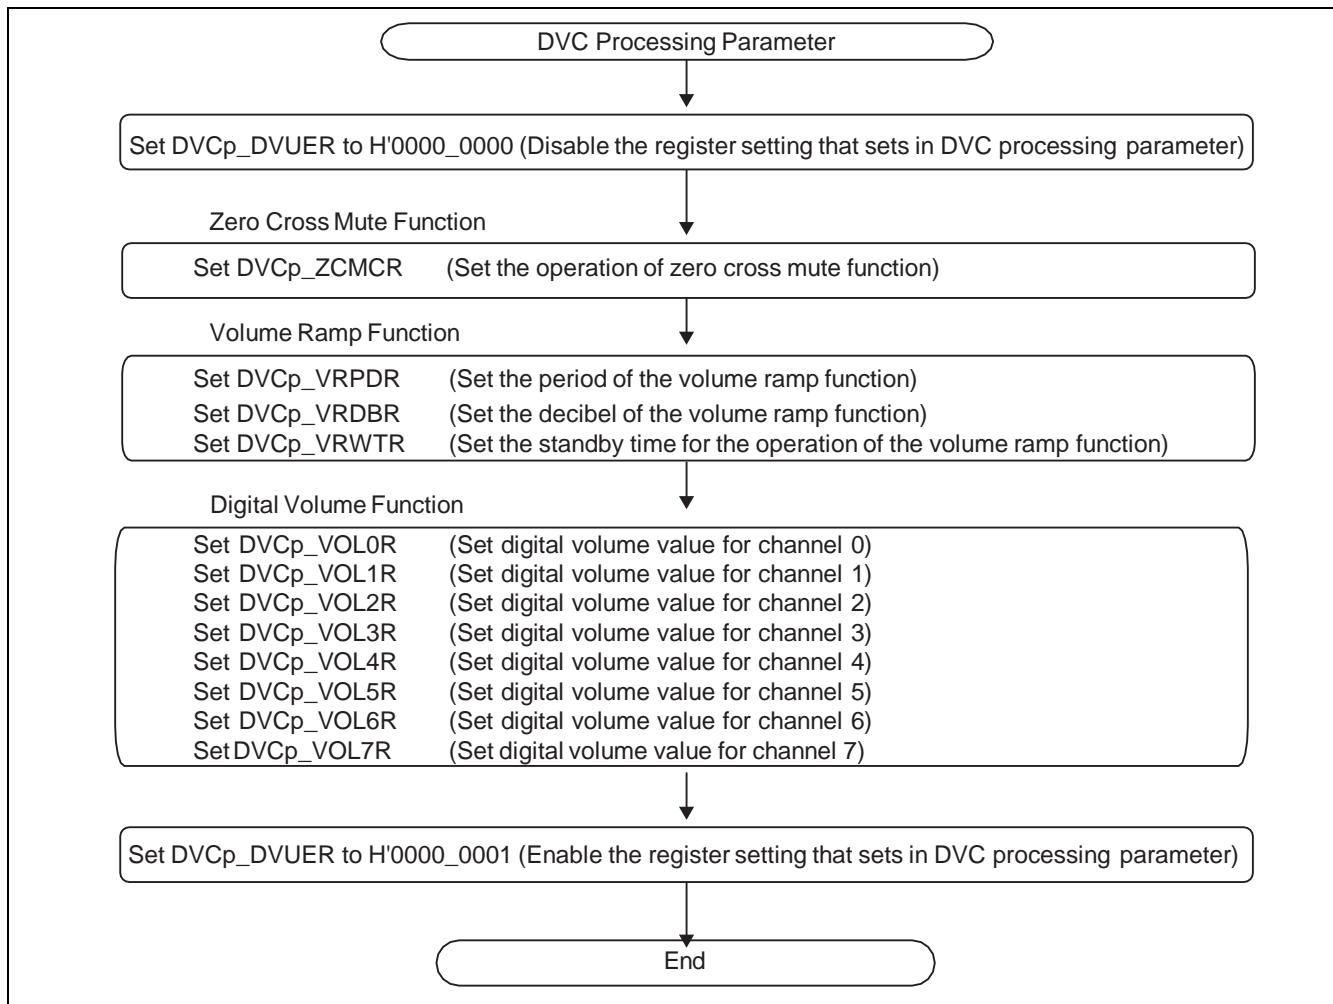 DVC Processing Parameter
Set DVCp_DVUER to H'0000_0000 (Disable the register setting that sets in DVC processing parameter)
Zero Cross Mute Function
Set DVCp_ZCMCR (Set the operation of zero cross mute function)
Volume Ramp Function
Set DVCp_VRPDR (Set the period of the volume ramp function)
Set DVCp_VRDBR (Set the decibel of the volume ramp function)
Set DVCp_VRWTR (Set the standby time for the operation of the volume ramp function)
Digital Volume Function
Set DVCp_VOL0R (Set digital volume value for channel 0)
Set DVCp_VOL1R (Set digital volume value for channel 1)
Set DVCp_VOL2R (Set digital volume value for channel 2)
Set DVCp_VOL3R (Set digital volume value for channel 3)
Set DVCp_VOL4R (Set digital volume value for channel 4)
Set DVCp_VOL5R (Set digital volume value for channel 5)
Set DVCp_VOL6R (Set digital volume value for channel 6)
Set DVCp_VOL7R (Set digital volume value for channel 7)
Set DVCp_DVUER to H'0000_0001 (Enable the register setting that sets in DVC processing parameter)
End